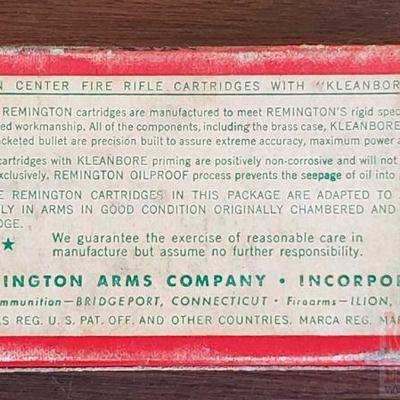 N CENTER FIRE RIFLE CARTRIDGES WITH "KLEANBORE
REMINGTON cartridges are manufactured to meet REMINGTON'S rigid spec
ed workmanship. All of the components, including the brass case, KLEANBORE
acketed bullet are precision built to assure extreme accuracy, maximum power a
cartridges with KLEANBORE priming are positively non-corrosive and will not
xclusively, REMINGTON OILPROOF process prevents the seepage of oil into
E REMINGTON CARTRIDGES IN THIS PACKAGE ARE ADAPTED TO
LY IN ARMS IN GOOD CONDITION ORIGINALLY CHAMBERED AND
DGE.
We guarantee the exercise of reasonable care in
manufacture but assume no further responsibility.
INGTON ARMS COMPANY • INCORPO
mmunition—BRIDGEPORT, CONNECTICUT • Firearms—ILION,
ES REG. U.S. PAT. OFF. AND OTHER COUNTRIES. MARCA REG. MAR